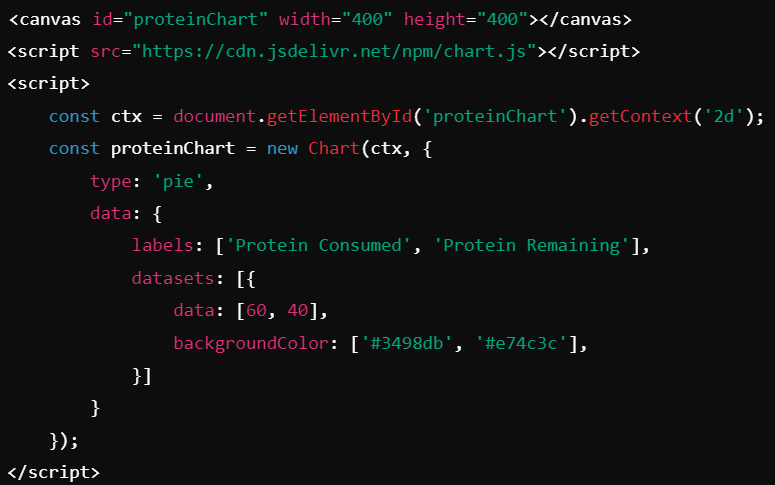 <canvas id="proteinChart" width="400" height="400"></canvas>
<script src="https://cdn.jsdelivr.net/npm/chart.js"></script>
<script>
    const ctx = document.getElementById('proteinChart').getContext('2d');
    const proteinChart = new Chart(ctx, {
        type: 'pie',
        data: {
            labels: ['Protein Consumed', 'Protein Remaining'],
            datasets: [{
                data: [60, 40],
                backgroundColor: ['#3498db', '#e74c3c'],
            }]
        }
    });
</script>